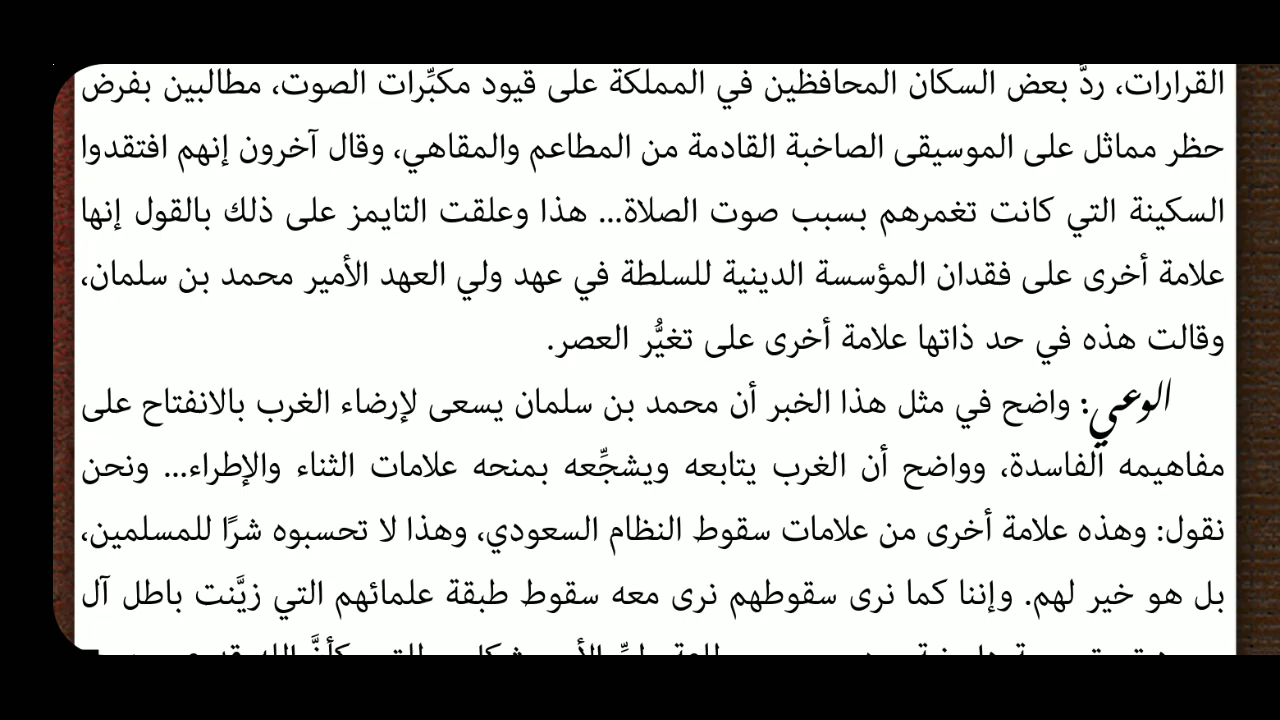 القرارات، ردَّ بعض السكان المحافظين في المملكة على قيود مكبِّرات الصوت، مطالبين بفرض
حظر مماثل على الموسيقى الصاخبة القادمة من المطاعم والمقاهي، وقال آخرون إنهم افتقدوا
السكينة التي كانت تغمرهم بسبب صوت الصلاة... هذا وعلقت التايمز على ذلك بالقول إنها
علامة أخرى على فقدان المؤسسة الدينية للسلطة في عهد ولي العهد الأمير محمد بن سلمان،
وقالت هذه في حد ذاتها علامة أخرى على تغيُّر العصر.
الوعي: واضح في مثل هذا الخبر أن محمد بن سلمان يسعى لإرضاء الغرب بالانفتاح على
مفاهيمه الفاسدة، وواضح أن الغرب يتابعه ويشجِّعه بمنحه علامات الثناء والإطراء... ونحن
نقول: وهذه علامة أخرى من علامات سقوط النظام السعودي، وهذا لا تحسبوه شرًا للمسلمين،
بل هو خير لهم. وإننا كما نرى سقوطهم نرى معه سقوط طبقة علمائهم التي زيَّنت باطل آل